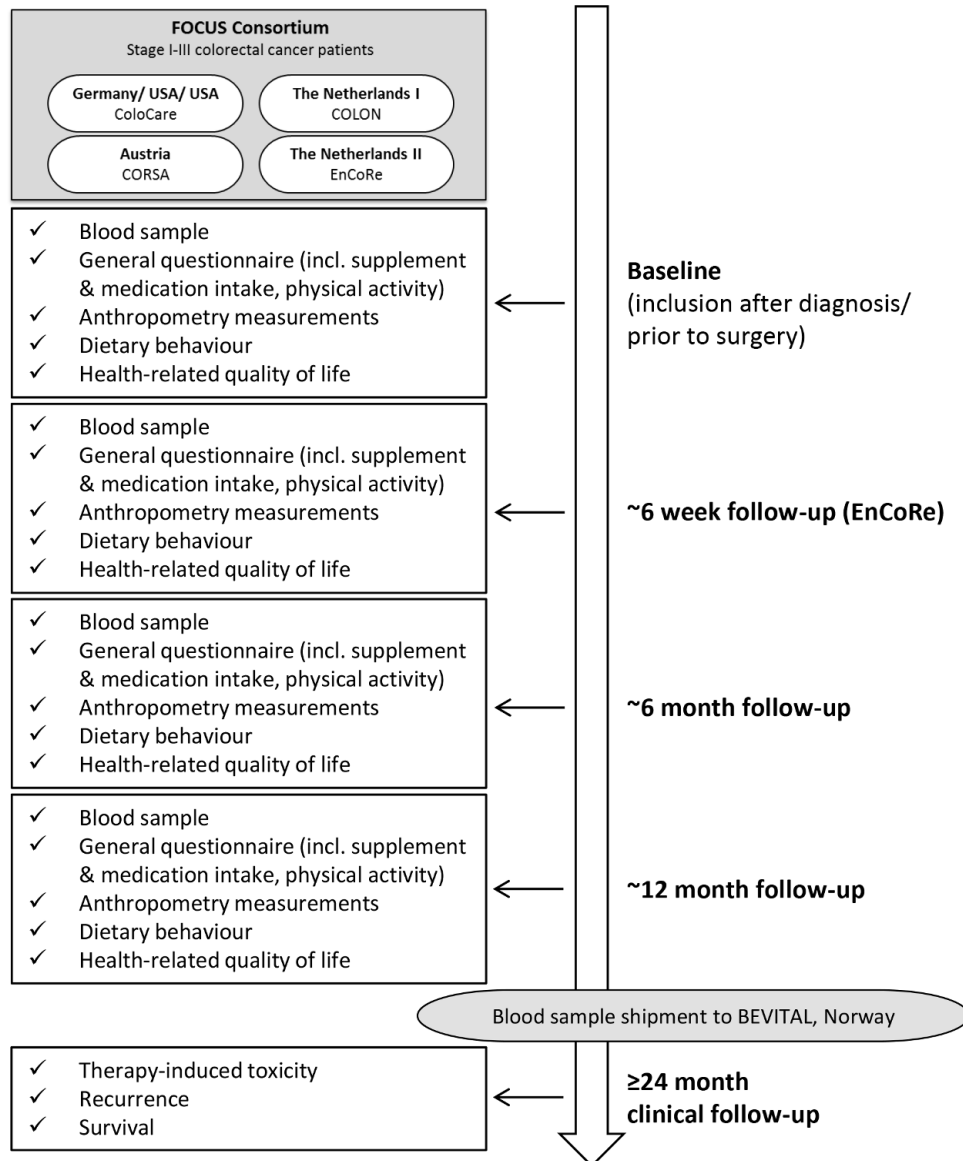 FOCUS Consortium
Stage I-III colorectal cancer patients
Germany/ USA/ USA
ColoCare
The Netherlands I
COLON
Austria
CORSA
The Netherlands II
EnCoRe
✓ Blood sample
✓ General questionnaire (incl. supplement
& medication intake, physical activity)
✓ Anthropometry measurements
✓ Dietary behaviour
✓ Health-related quality of life
Baseline
(inclusion after diagnosis/
prior to surgery)
✓ Blood sample
✓ General questionnaire (incl. supplement
& medication intake, physical activity)
✓ Anthropometry measurements
✓ Dietary behaviour
✓ Health-related quality of life
~6 week follow-up (EnCoRe)
✓ Blood sample
✓ General questionnaire (incl. supplement
& medication intake, physical activity)
✓ Anthropometry measurements
✓ Dietary behaviour
✓ Health-related quality of life
~6 month follow-up
✓ Blood sample
✓ General questionnaire (incl. supplement
& medication intake, physical activity)
✓ Anthropometry measurements
✓ Dietary behaviour
✓ Health-related quality of life
~12 month follow-up
Blood sample shipment to BEVITAL, Norway
✓ Therapy-induced toxicity
✓ Recurrence
✓ Survival
≥24 month
clinical follow-up